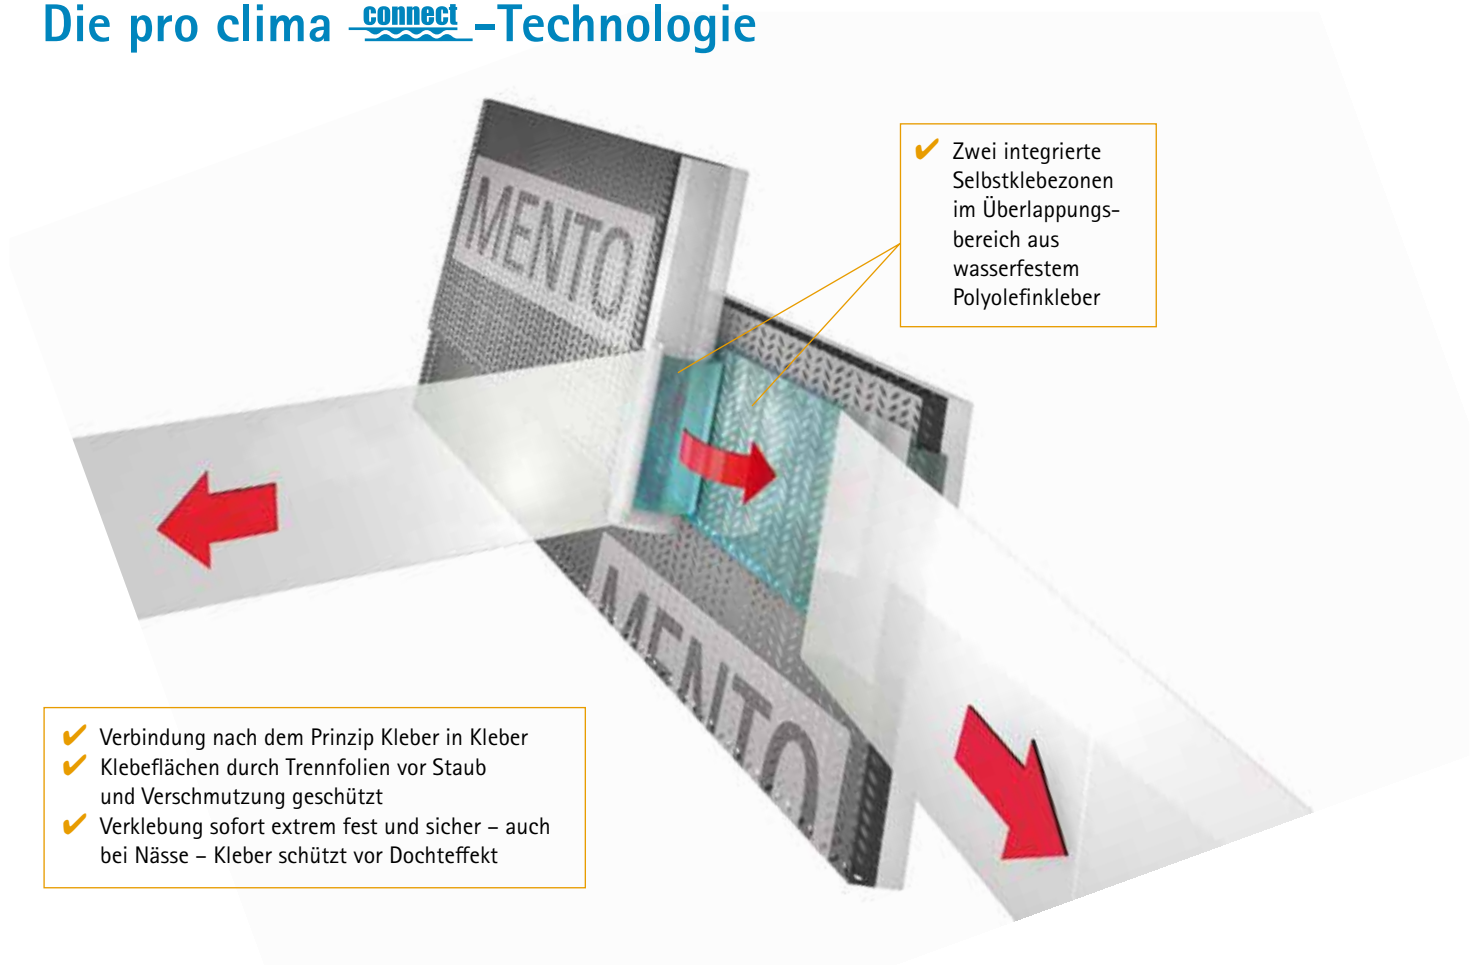 Die pro clima connect -Technologie
MENTO
✔ Zwei integrierte
Selbstklebezonen
im Überlappungs-
bereich aus
wasserfestem
Polyolefinkleber
MENTO
✔ Verbindung nach dem Prinzip Kleber in Kleber
✔ Klebeflächen durch Trennfolien vor Staub
und Verschmutzung geschützt
✔ Verklebung sofort extrem fest und sicher – auch
bei Nässe – Kleber schützt vor Dochteffekt